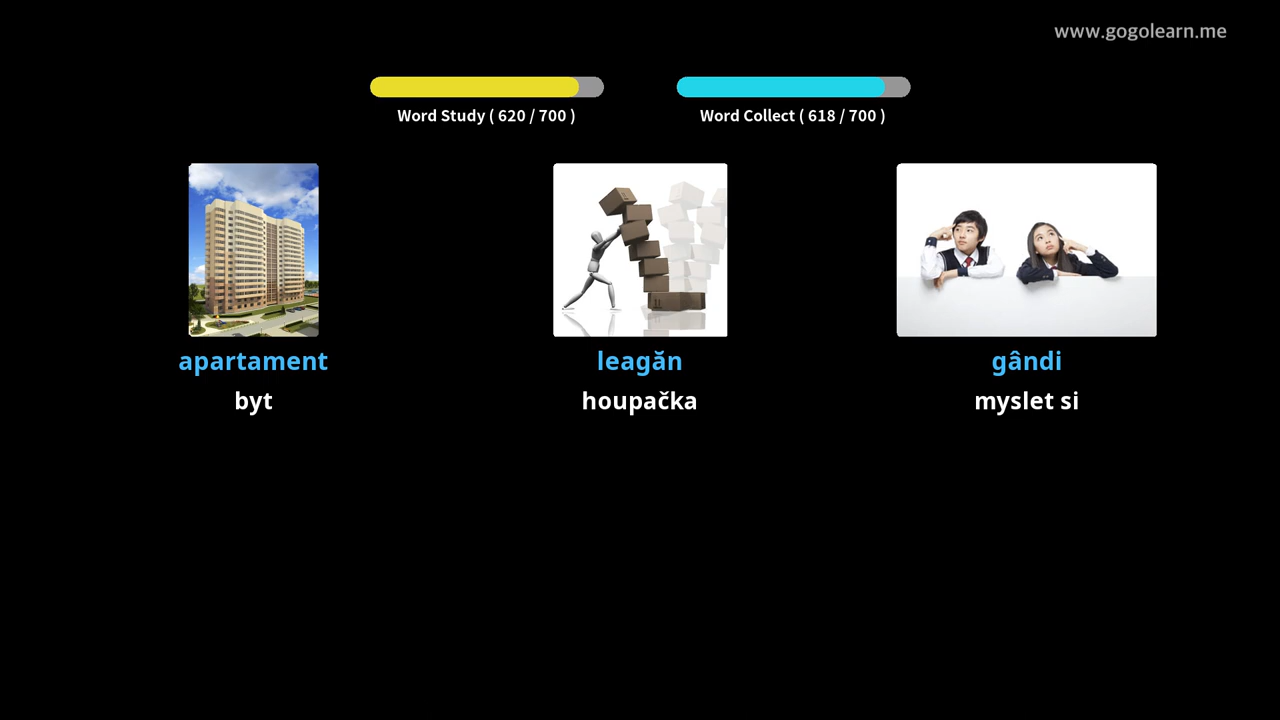 www.gogolearn.me
Word Study ( 620 / 700 )
Word Collect ( 618 / 700 )
apartament
leagăn
gândi
byt
houpačka
myslet si